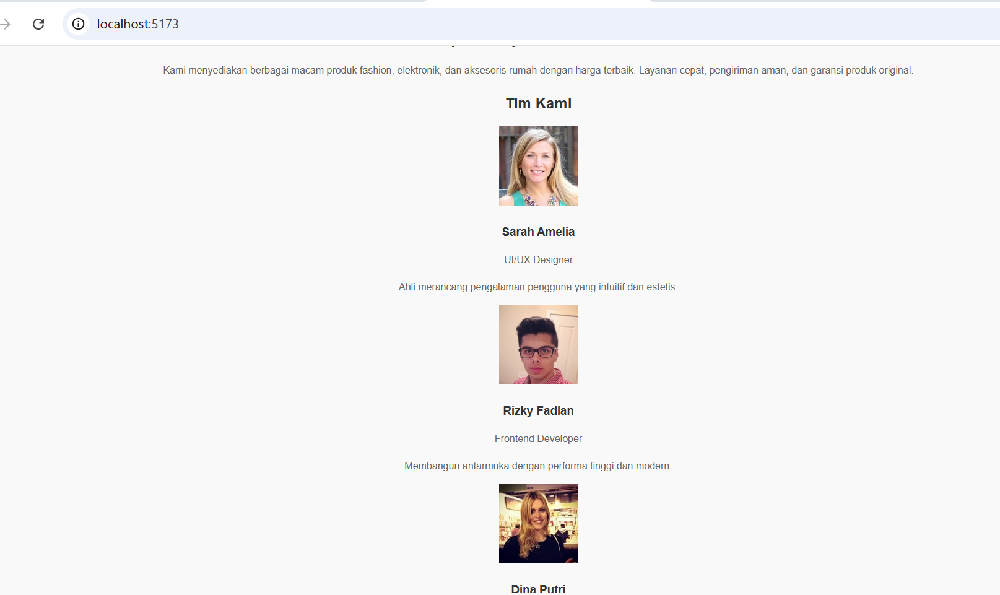 localhost:5173
Kami menyediakan berbagai macam produk fashion, elektronik, dan aksesoris rumah dengan harga terbaik. Layanan cepat, pengiriman aman, dan garansi produk original.
Tim Kami
Sarah Amelia
UI/UX Designer
Ahli merancang pengalaman pengguna yang intuitif dan estetis.
Rizky Fadlan
Frontend Developer
Membangun antarmuka dengan performa tinggi dan modern.
Dina Putri